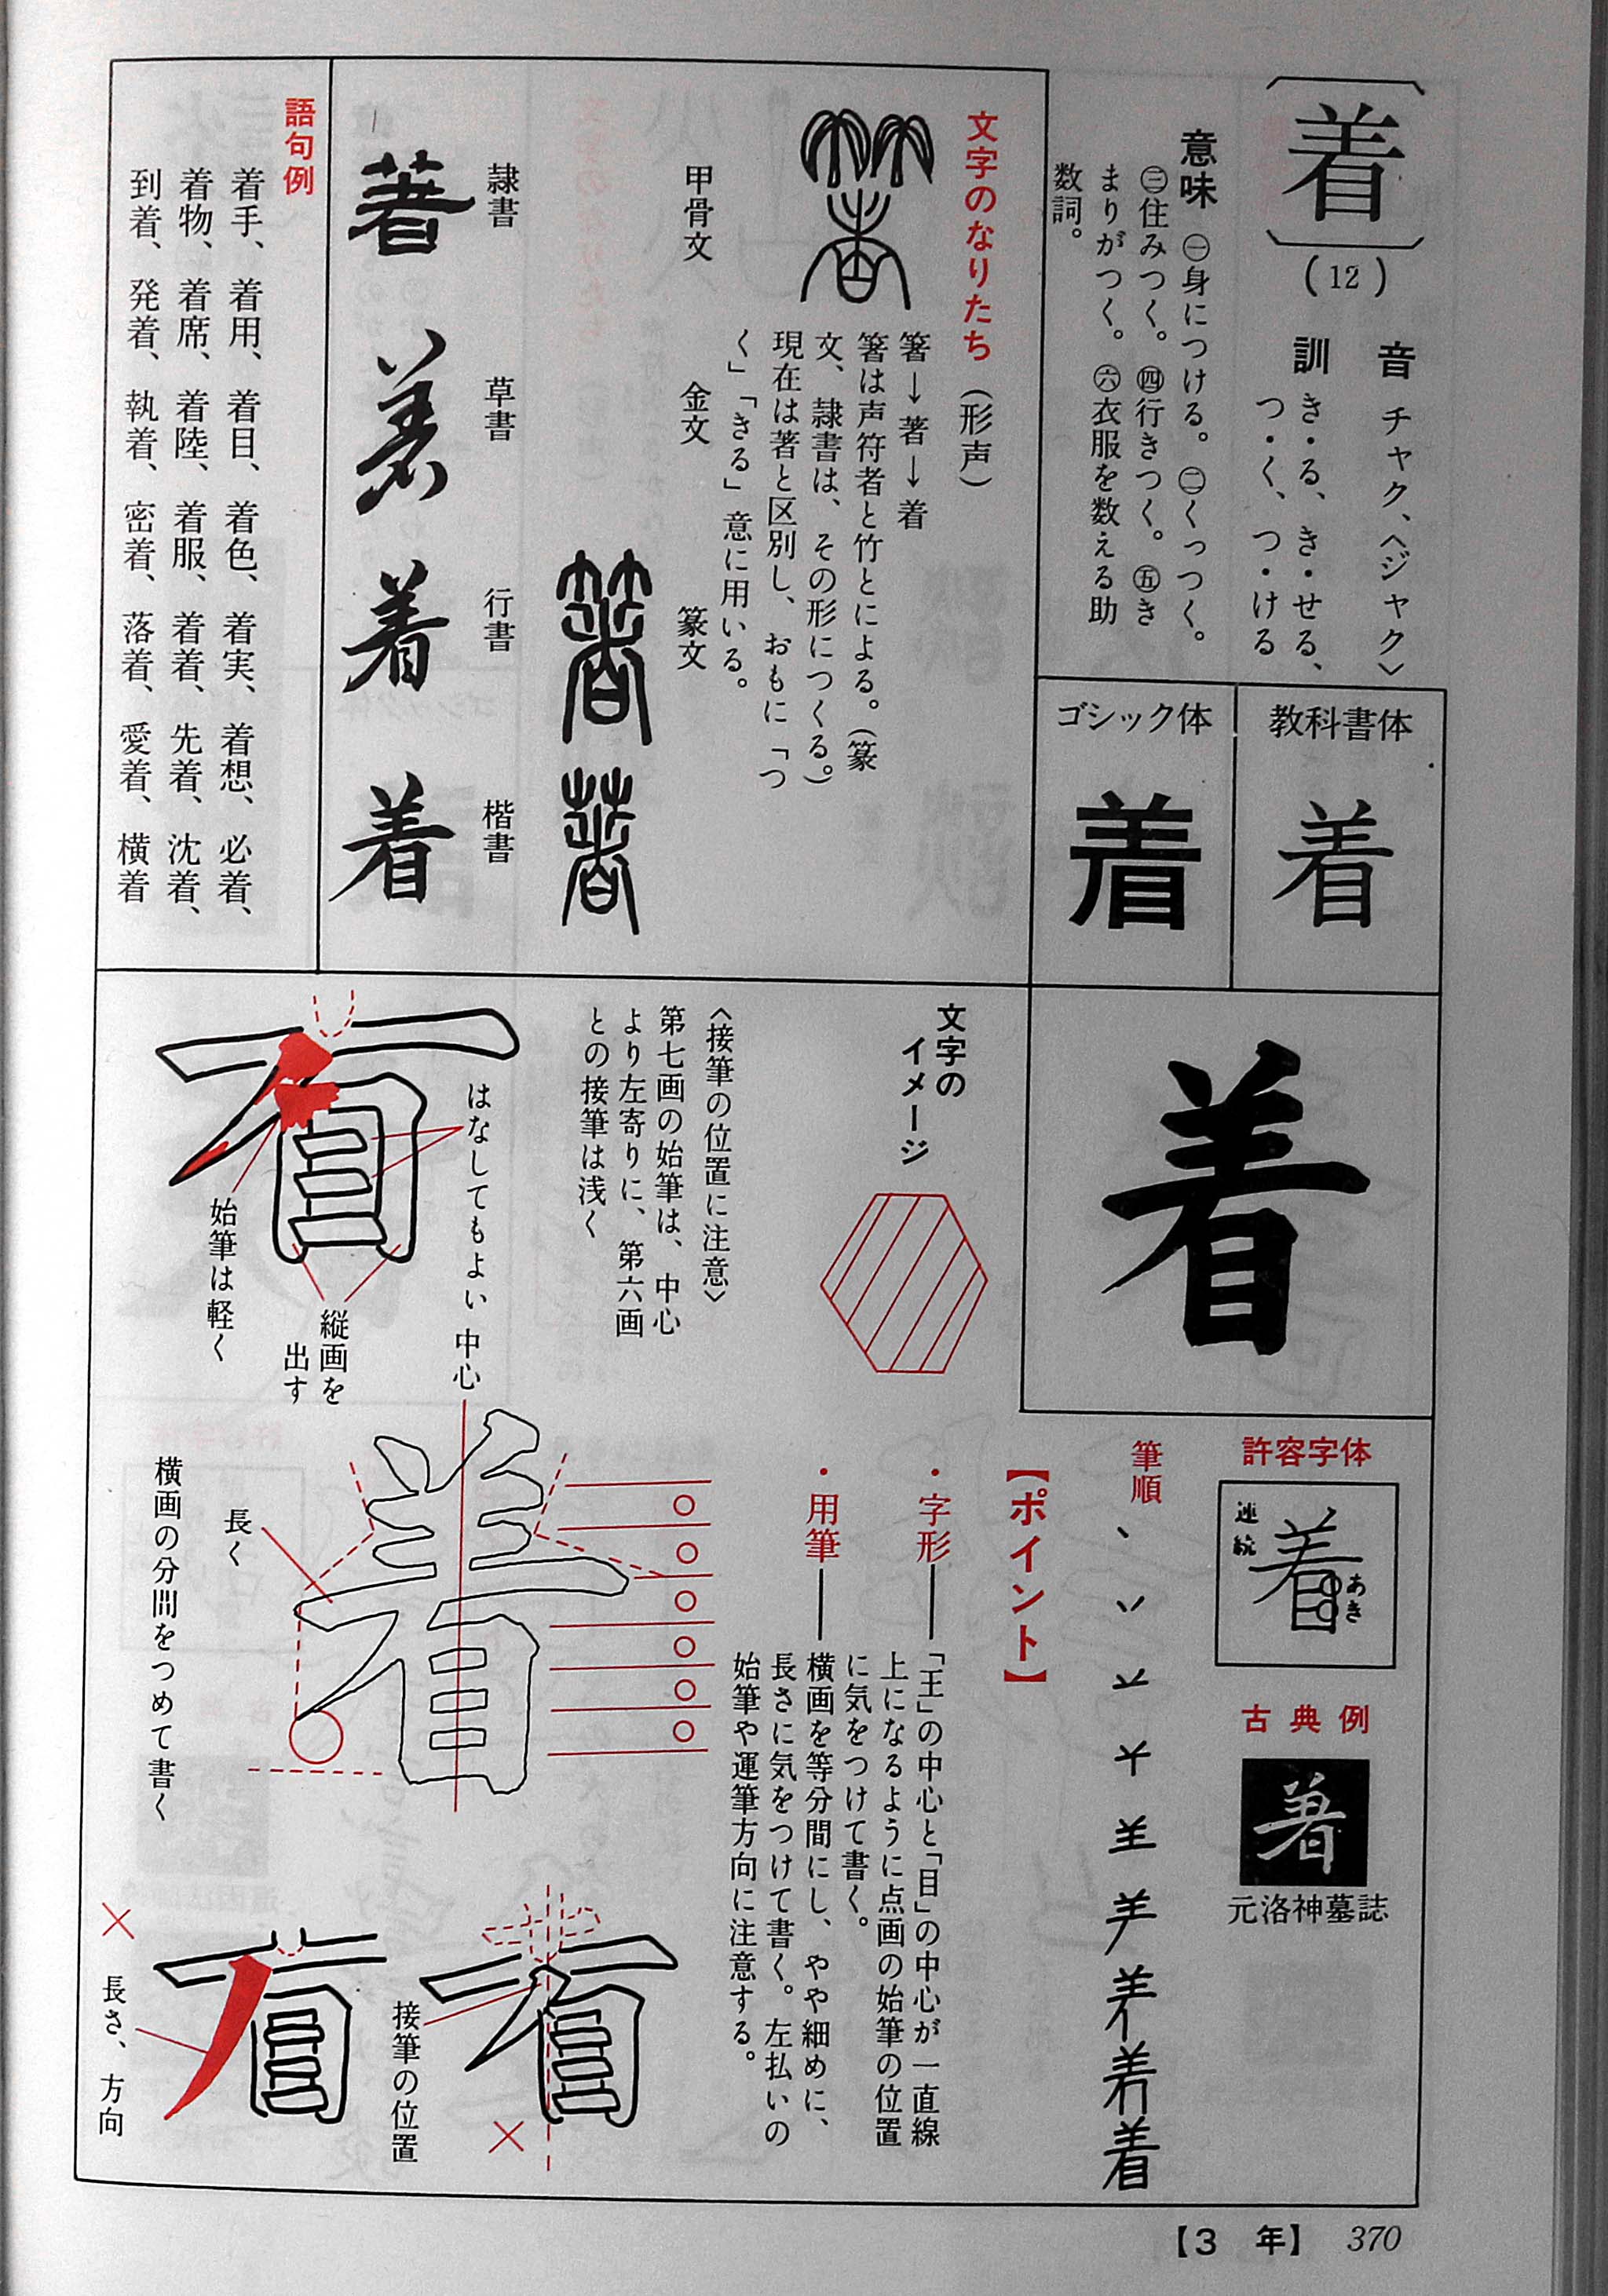 着
(12)
音 チャク、〈ジャク〉
訓 き・る、き・せる、
つ・く、つ・ける
意味 ㊀身につける。㊁くっつく。
㊂住みつく。㊃行きつく。㊄き
まりがつく。㊅衣服を数える助
数詞。
教科書体
着
ゴシック体
着
文字のなりたち (形声)
箸→著→着
箸は声符者と竹とによる。(篆
文、隷書は、その形につくる。)
現在は著と区別し、おもに「つ
く」「きる」意に用いる。
甲骨文 金文 篆文
隷書 草書 行書 楷書
著 着 着 着
語句例
着手、着用、着目、着色、着実、着想、必着、
着物、着席、着陸、着服、着着、先着、沈着、
到着、発着、執着、密着、落着、愛着、横着
着
文字の
イメージ
〈接筆の位置に注意〉
第七画の始筆は、中心
より左寄りに、第六画
との接筆は浅く
はなしてもよい
縦画を
出す
始筆は軽く
許容字体
着
連続
あき
古典例
著
元洛神墓誌
筆順
着
【ポイント】
・字形――「王」の中心と「目」の中心が一直線
上になるように点画の始筆の位置
に気をつけて書く。
・用筆――横画を等分間にし、やや細めに、
長さに気をつけて書く。左払いの
始筆や運筆方向に注意する。
中心
長く
横画の分間をつめて書く
接筆の位置
長さ、方向
【3 年】 370